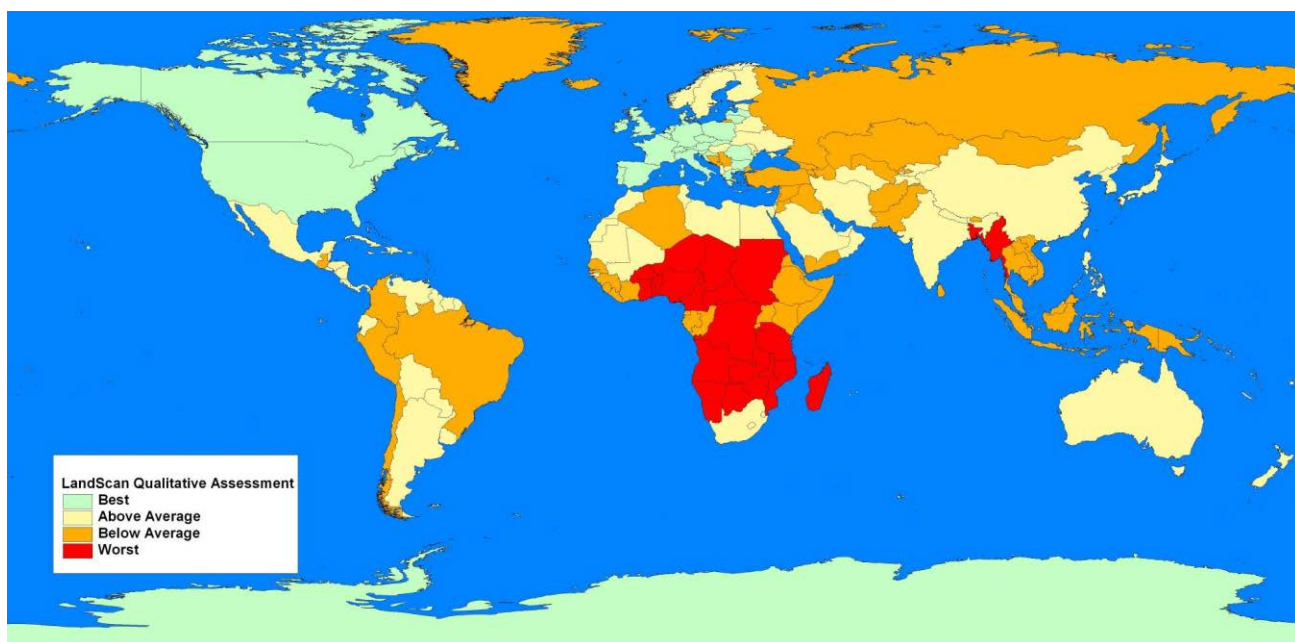 LandScan Qualitative Assessment
Best
Above Average
Below Average
Worst